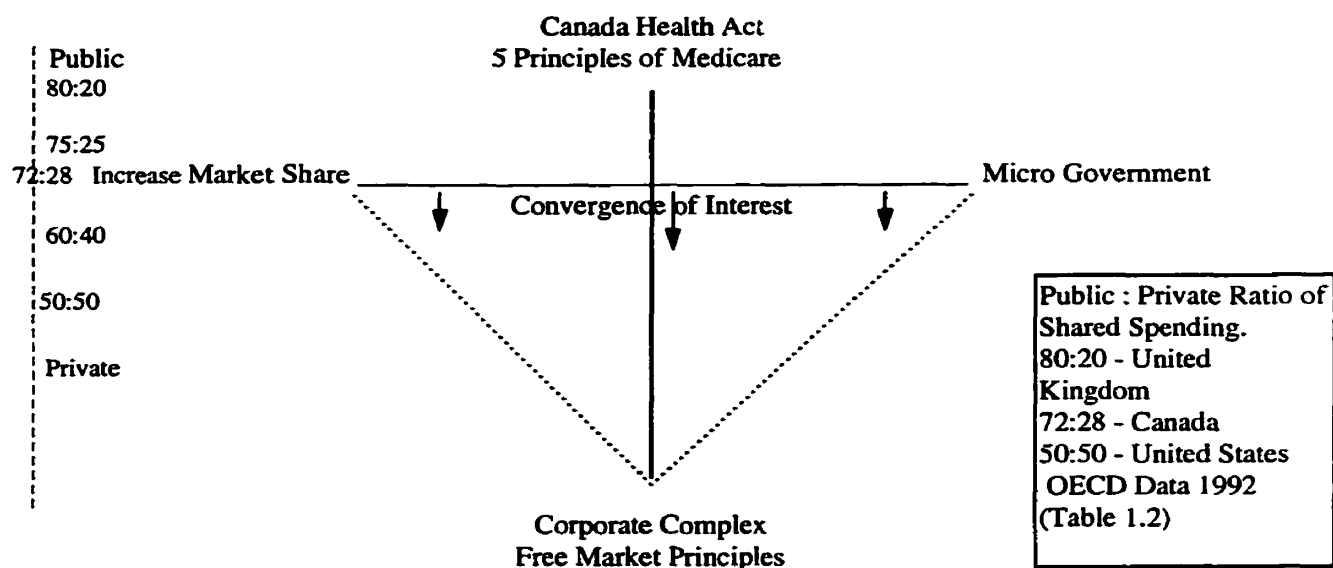 Canada Health Act
5 Principles of Medicare
Public
80:20
75:25
72:28 Increase Market Share
Micro Government
Convergence of Interest
60:40
50:50
Private
Public : Private Ratio of
Shared Spending.
80:20 - United
Kingdom
72:28 - Canada
50:50 - United States
OECD Data 1992
(Table 1.2)
Corporate Complex
Free Market Principles